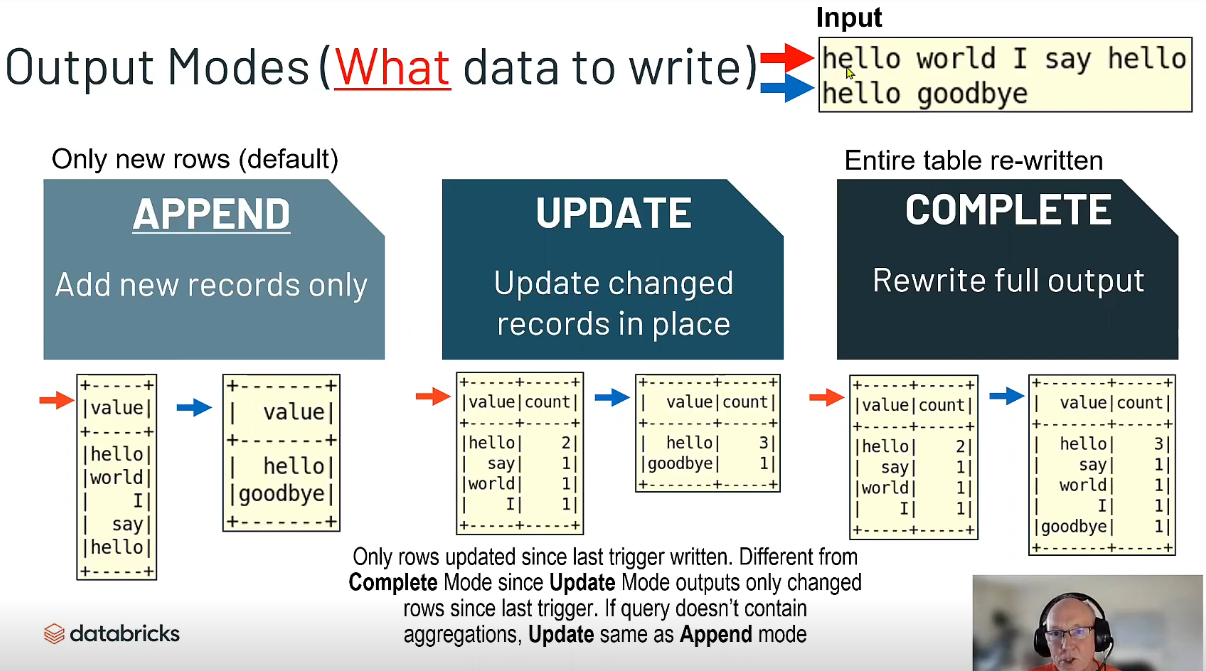 Input
Output Modes (What data to write)
hello world I say hello
hello goodbye
Only new rows (default)
APPEND
Add new records only
UPDATE
Update changed
records in place
Entire table re-written
COMPLETE
Rewrite full output
+-----+
|value|
+-----+
|hello|
|world|
|    I|
|  say|
|hello|
+-----+
+-------+
|  value|
+-------+
|  hello|
|goodbye|
+-------+
+-----+-----+
|value|count|
+-----+-----+
|hello|    2|
|  say|    1|
|world|    1|
|    I|    1|
+-----+-----+
+-------+-----+
|  value|count|
+-------+-----+
|  hello|    3|
|goodbye|    1|
+-------+-----+
+-----+-----+
|value|count|
+-----+-----+
|hello|    2|
|  say|    1|
|world|    1|
|    I|    1|
+-----+-----+
+-------+-----+
|  value|count|
+-------+-----+
|  hello|    3|
|    say|    1|
|  world|    1|
|      I|    1|
|goodbye|    1|
+-------+-----+
Only rows updated since last trigger written. Different from
Complete Mode since Update Mode outputs only changed
rows since last trigger. If query doesn't contain
aggregations, Update same as Append mode
databricks